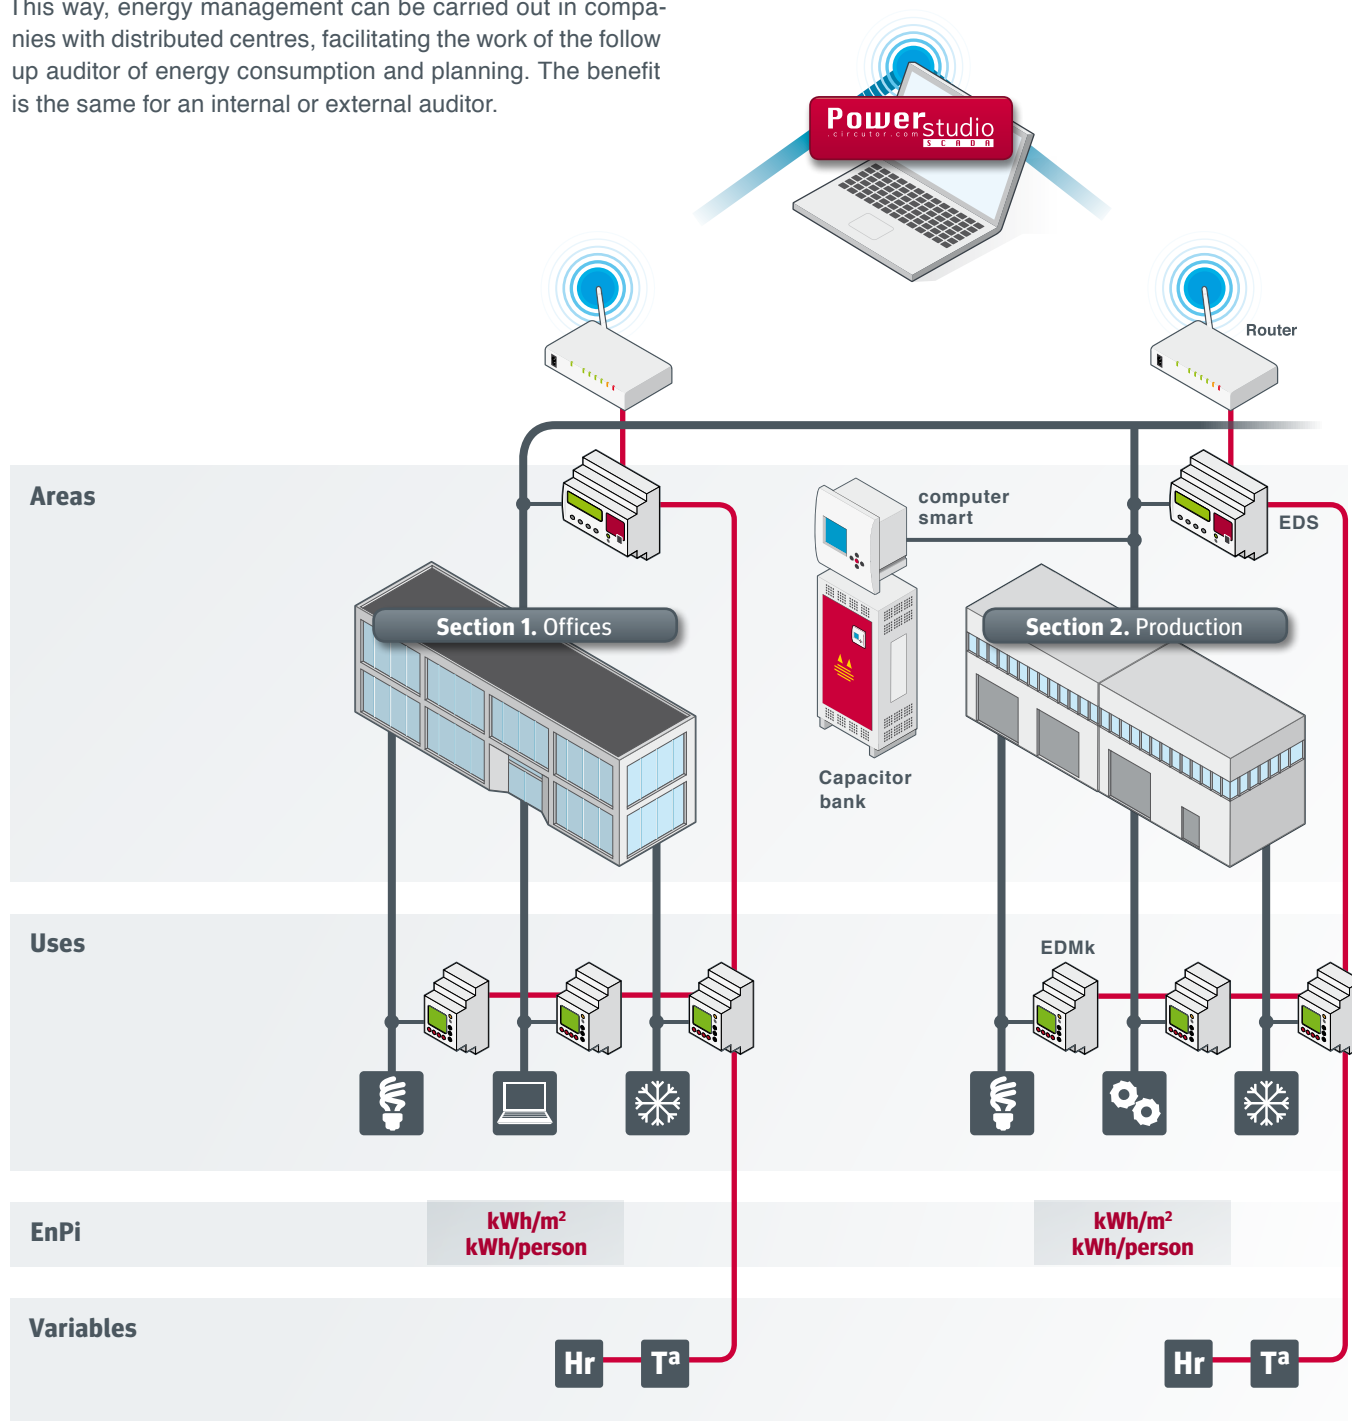 This way, energy management can be carried out in compa-
nies with distributed centres, facilitating the work of the follow
up auditor of energy consumption and planning. The benefit
is the same for an internal or external auditor.
Power studio
.circutor.com
SCADA
Router
Areas
computer
smart
EDS
Section 1. Offices
Section 2. Production
Capacitor
bank
Uses
EDMk
EnPi
kWh/m²
kWh/person
kWh/m²
kWh/person
Variables
Hr
Tª
Hr
Tª